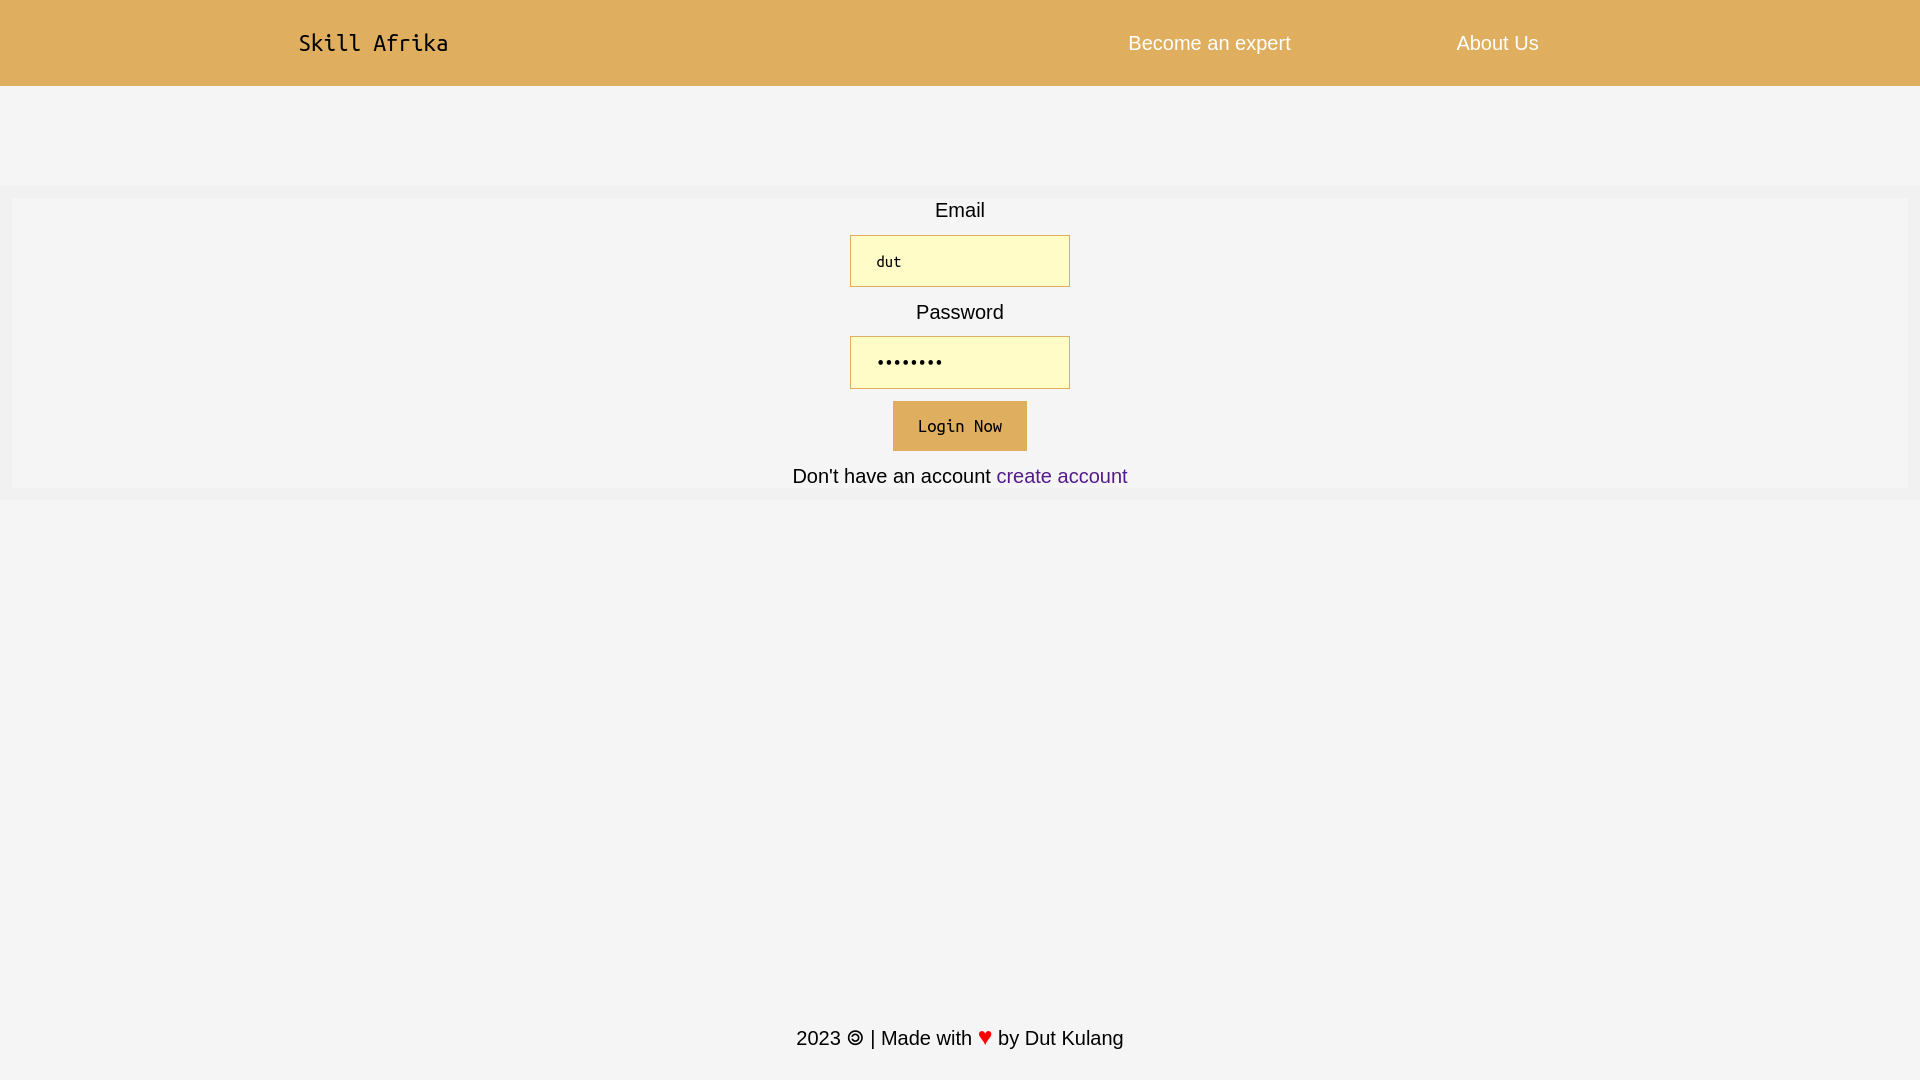 Skill Afrika
Become an expert
About Us
Email
dut
Password
••••••••
Login Now
Don't have an account create account
2023 🄯 | Made with ♥ by Dut Kulang